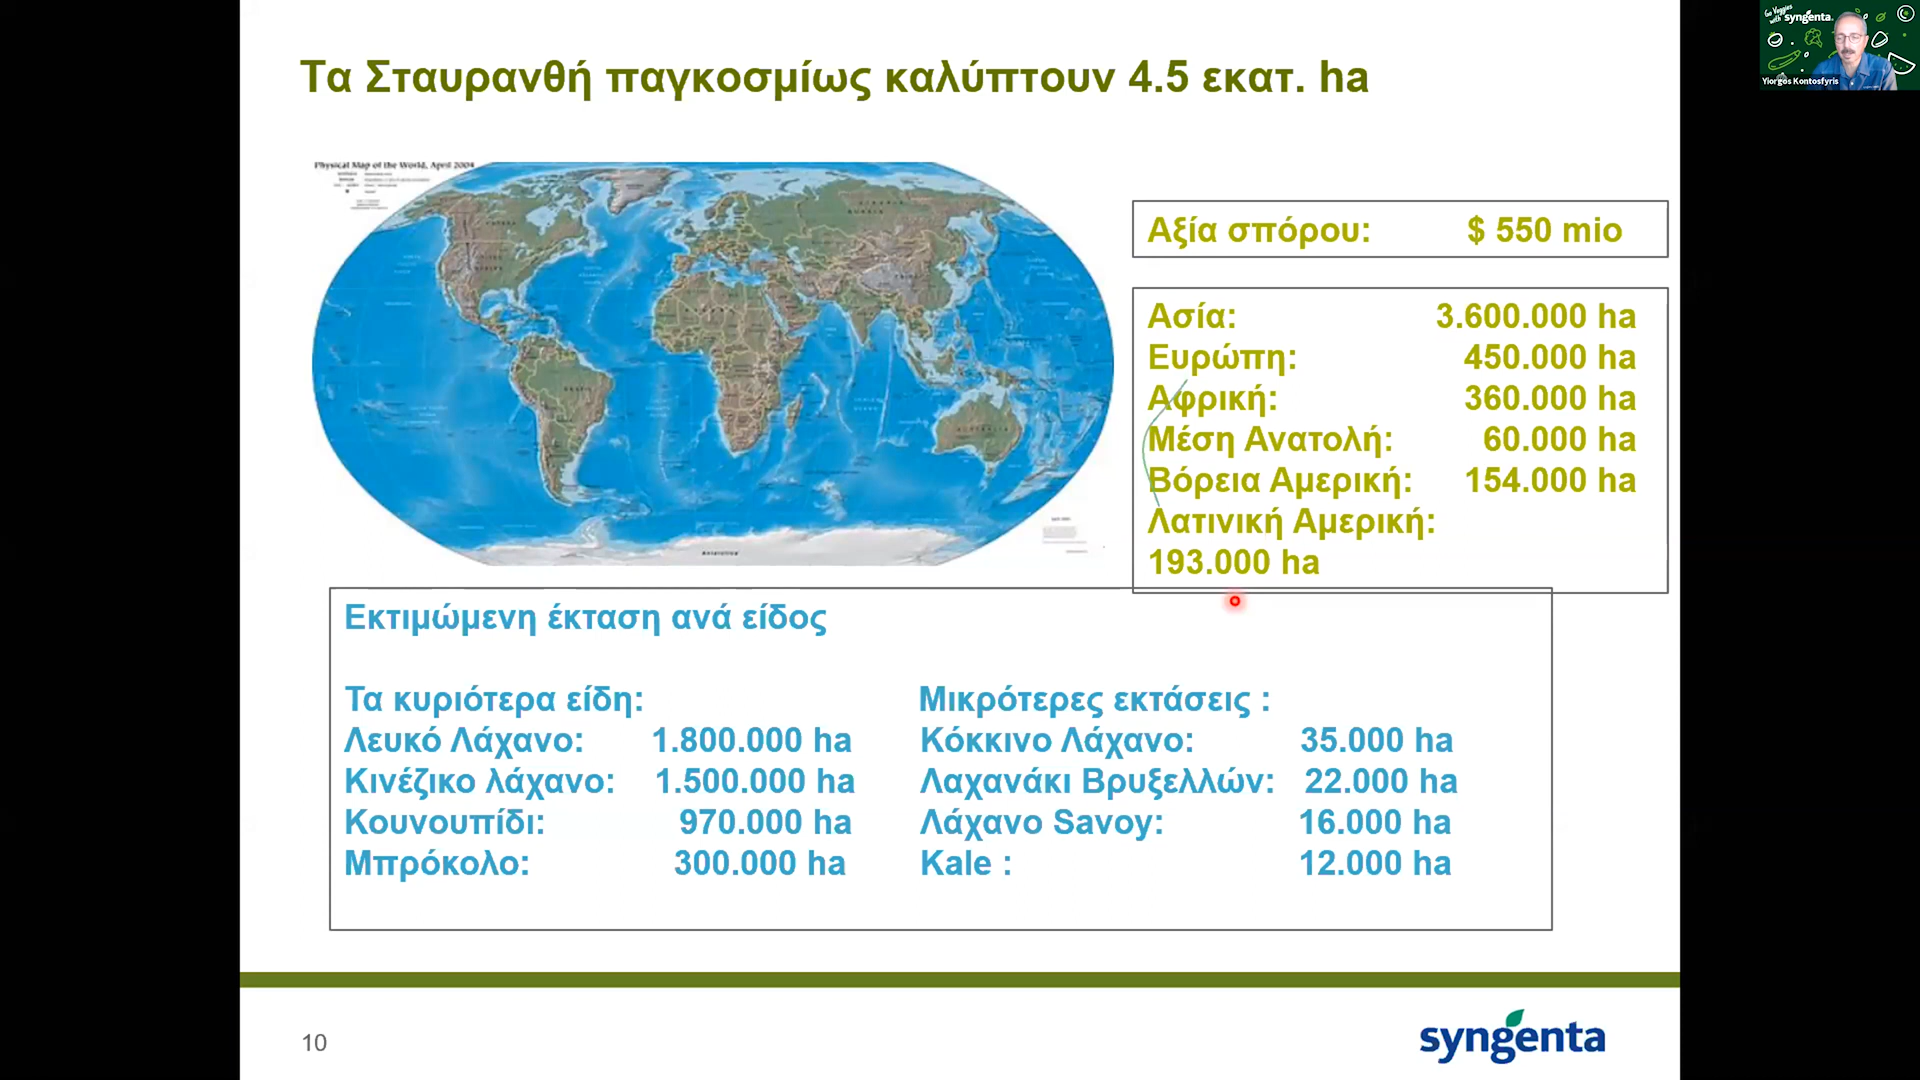 Τα Σταυρανθή παγκοσμίως καλύπτουν 4.5 εκατ. ha
Go Veggies
with syngenta
Yiorgos Kontosfyris
Physical Map of the World, April 2004
Αξία σπόρου: $ 550 mio
Ασία: 3.600.000 ha
Ευρώπη: 450.000 ha
Αφρική: 360.000 ha
Μέση Ανατολή: 60.000 ha
Βόρεια Αμερική: 154.000 ha
Λατινική Αμερική:
193.000 ha
Antarctica
Εκτιμώμενη έκταση ανά είδος
Τα κυριότερα είδη: Μικρότερες εκτάσεις :
Λευκό Λάχανο: 1.800.000 ha Κόκκινο Λάχανο: 35.000 ha
Κινέζικο λάχανο: 1.500.000 ha Λαχανάκι Βρυξελλών: 22.000 ha
Κουνουπίδι: 970.000 ha Λάχανο Savoy: 16.000 ha
Μπρόκολο: 300.000 ha Kale : 12.000 ha
10
syngenta